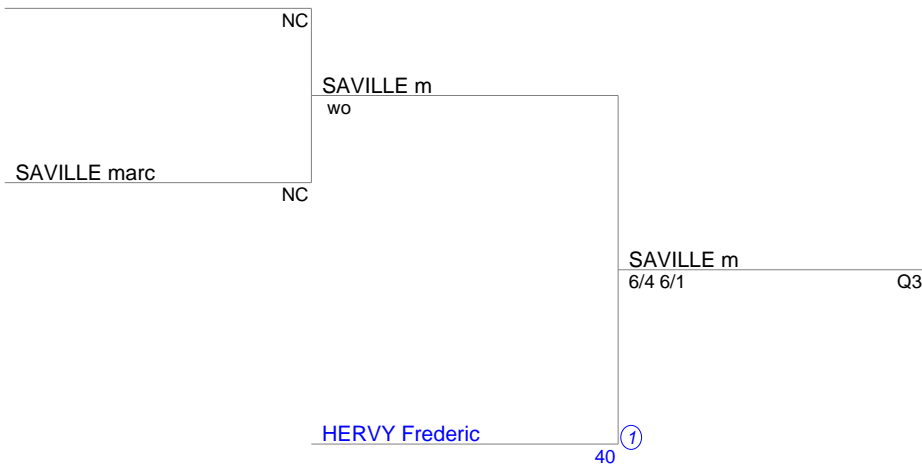 NC
SAVILLE m
wo
SAVILLE marc
NC
SAVILLE m
6/4 6/1 Q3
HERVY Frederic
1
40